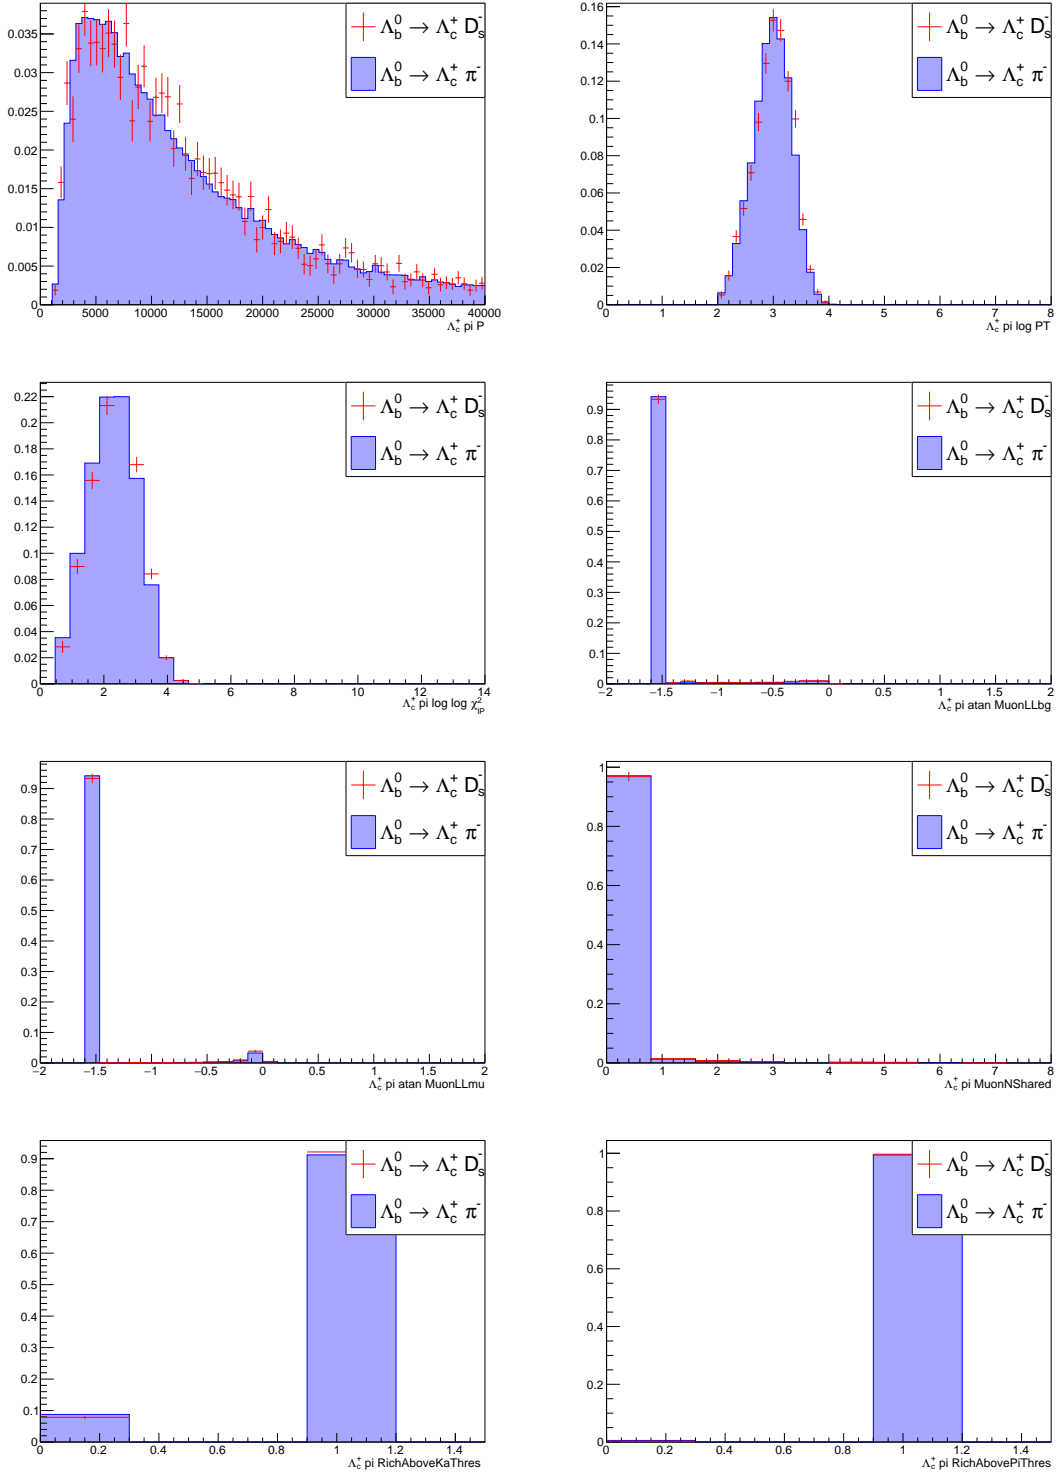 Λb0 → Λc+ Ds-
Λb0 → Λc+ π-
0 0.005 0.01 0.015 0.02 0.025 0.03 0.035
0 5000 10000 15000 20000 25000 30000 35000 40000
Λc+ pi P
Λb0 → Λc+ Ds-
Λb0 → Λc+ π-
0 0.02 0.04 0.06 0.08 0.1 0.12 0.14 0.16
0 1 2 3 4 5 6 7 8
Λc+ pi log PT
Λb0 → Λc+ Ds-
Λb0 → Λc+ π-
0 0.02 0.04 0.06 0.08 0.1 0.12 0.14 0.16 0.18 0.2 0.22
0 2 4 6 8 10 12 14
Λc+ pi log log χ2IP
Λb0 → Λc+ Ds-
Λb0 → Λc+ π-
0 0.1 0.2 0.3 0.4 0.5 0.6 0.7 0.8 0.9
−2 −1.5 −1 −0.5 0 0.5 1 1.5 2
Λc+ pi atan MuonLLbg
Λb0 → Λc+ Ds-
Λb0 → Λc+ π-
0 0.1 0.2 0.3 0.4 0.5 0.6 0.7 0.8 0.9
−2 −1.5 −1 −0.5 0 0.5 1 1.5 2
Λc+ pi atan MuonLLmu
Λb0 → Λc+ Ds-
Λb0 → Λc+ π-
0 0.2 0.4 0.6 0.8 1
0 1 2 3 4 5 6 7 8
Λc+ pi MuonNShared
Λb0 → Λc+ Ds-
Λb0 → Λc+ π-
0 0.1 0.2 0.3 0.4 0.5 0.6 0.7 0.8 0.9
0 0.2 0.4 0.6 0.8 1 1.2 1.4
Λc+ pi RichAboveKaThres
Λb0 → Λc+ Ds-
Λb0 → Λc+ π-
0 0.2 0.4 0.6 0.8 1
0 0.2 0.4 0.6 0.8 1 1.2 1.4
Λc+ pi RichAbovePiThres